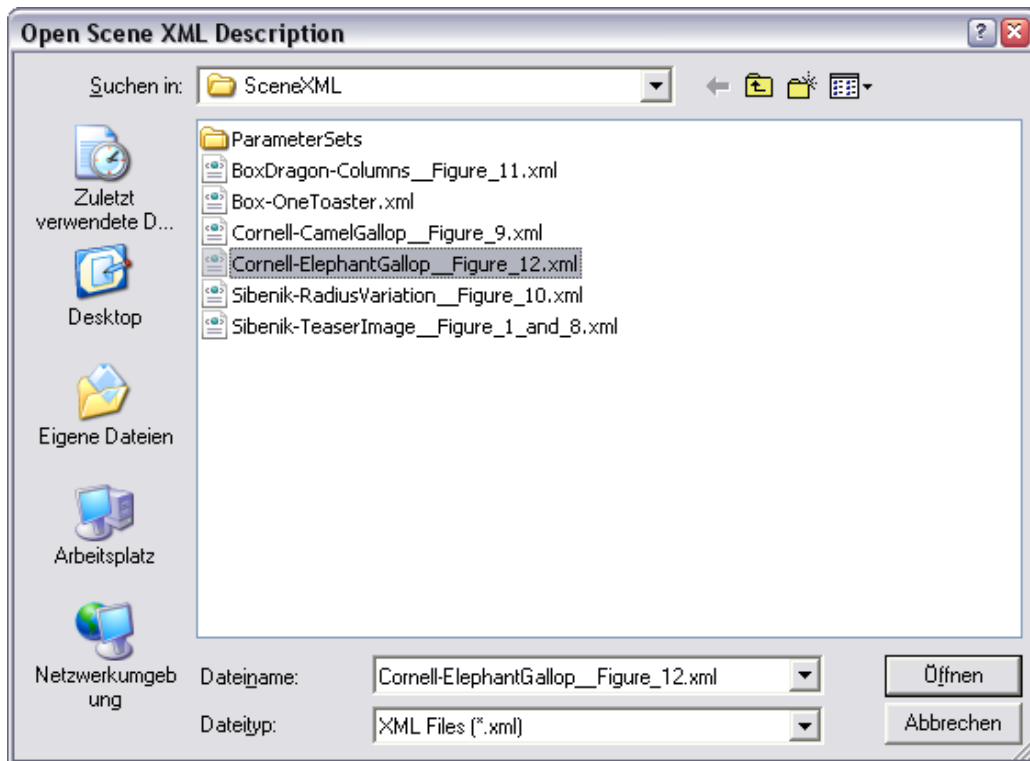 Open Scene XML Description
Suchen in: SceneXML
Zuletzt
verwendete D...
Desktop
Eigene Dateien
Arbeitsplatz
Netzwerkumgeb
ung
ParameterSets
BoxDragon-Columns__Figure_11.xml
Box-OneToaster.xml
Cornell-CamelGallop__Figure_9.xml
Cornell-ElephantGallop__Figure_12.xml
Sibenik-RadiusVariation__Figure_10.xml
Sibenik-TeaserImage__Figure_1_and_8.xml
Dateiname: Cornell-ElephantGallop__Figure_12.xml Öffnen
Dateityp: XML Files (*.xml) Abbrechen